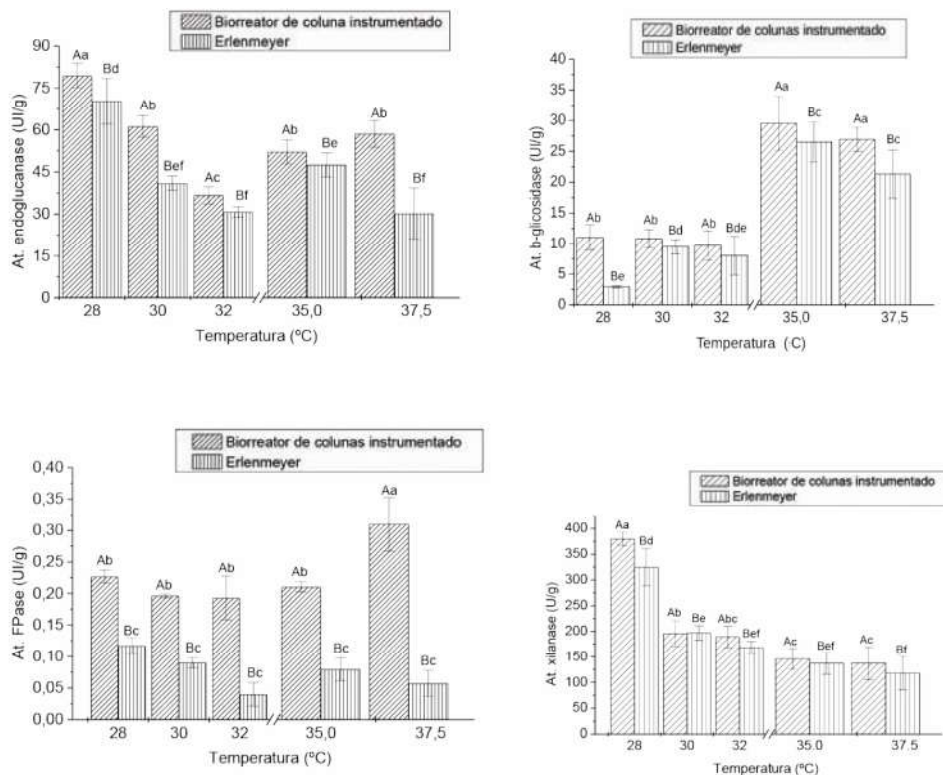 Biorreator de coluna instrumentado
Erlenmeyer
90
75
60
45
30
15
0
At. endoglucanase (UI/g)
Aa
Bd
Ab
Bef
Ac
Bf
Ab
Be
Ab
Bf
28
30
32
35,0
37,5
Temperatura (ºC)
Biorreator de colunas instrumentado
Erlenmeyer
40
35
30
25
20
15
10
5
0
At. b-glicosidase (UI/g)
Ab
Be
Ab
Bd
Ab
Bde
Aa
Bc
Aa
Bc
28
30
32
35,0
37,5
Temperatura (·C)
Biorreator de colunas instrumentado
Erlenmeyer
0,40
0,35
0,30
0,25
0,20
0,15
0,10
0,05
0,00
At. FPase (UI/g)
Ab
Bc
Ab
Bc
Ab
Bc
Ab
Bc
Aa
Bc
28
30
32
35,0
37,5
Temperatura (ºC)
Biorreator de colunas instrumentado
Erlenmeyer
400
350
300
250
200
150
100
50
0
At. xilanase (U/g)
Aa
Bd
Ab
Be
Abc
Bef
Ac
Bef
Ac
Bf
28
30
32
35.0
37,5
Temperatura (ºC)